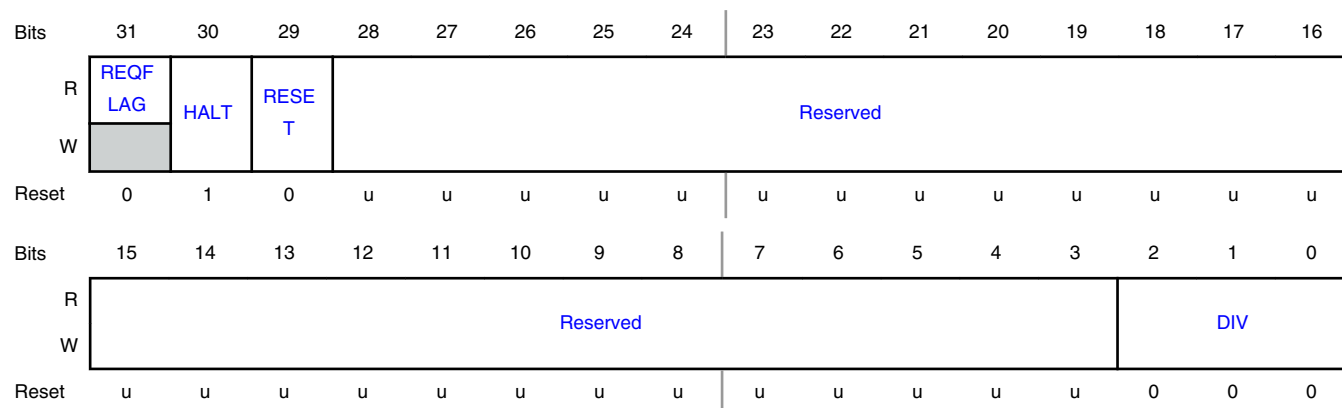 Bits 31 30 29 28 27 26 25 24 23 22 21 20 19 18 17 16
R REQF
LAG HALT RESE
T Reserved
W
Reset 0 1 0 u u u u u u u u u u u u u
Bits 15 14 13 12 11 10 9 8 7 6 5 4 3 2 1 0
R
Reserved DIV
W
Reset u u u u u u u u u u u u u 0 0 0